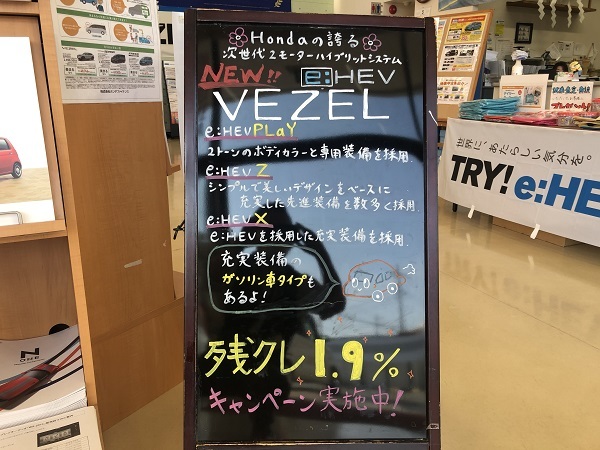 Hondaの誇る
次世代2モーターハイブリットシステム
NEW!! e:HEV
VEZEL
e:HEV PLaY
2トーンのボディカラーと専用装備を採用.
e:HEV Z
シンプルで美しいデザインをベースに
充実した先進装備を数多く採用.
e:HEV X
e:HEVを採用した充実装備を採用.
充実装備の
ガソリン車タイプも
あるよ!
残クレ 1.9%
キャンペーン実施中!
世界に、あたらしい気分を。
TRY! e:HE
N
ONE